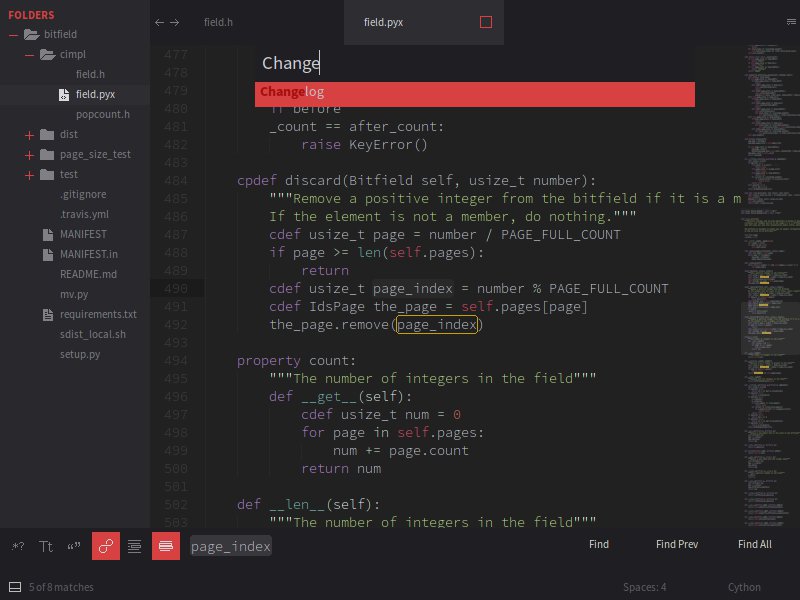 FOLDERS
bitfield
cimpl
field.h
field.pyx
popcount.h
dist
page_size_test
test
.gitignore
.travis.yml
MANIFEST
MANIFEST.in
README.md
mv.py
requirements.txt
sdist_local.sh
setup.py
field.h
field.pyx
Change
Changelog
477
478
480 if before
481 _count == after_count:
482 raise KeyError()
483
484 cpdef discard(Bitfield self, usize_t number):
485 """Remove a positive integer from the bitfield if it is a m
486 If the element is not a member, do nothing."""
487 cdef usize_t page = number / PAGE_FULL_COUNT
488 if page >= len(self.pages):
489 return
490 cdef usize_t page_index = number % PAGE_FULL_COUNT
491 cdef IdsPage the_page = self.pages[page]
492 the_page.remove(page_index)
493
494 property count:
495 """The number of integers in the field"""
496 def __get__(self):
497 cdef usize_t num = 0
498 for page in self.pages:
499 num += page.count
500 return num
501
502 def __len__(self):
503 """The number of integers in the field"""
.*? Tt “” page_index Find Find Prev Find All
5 of 8 matches Spaces: 4 Cython